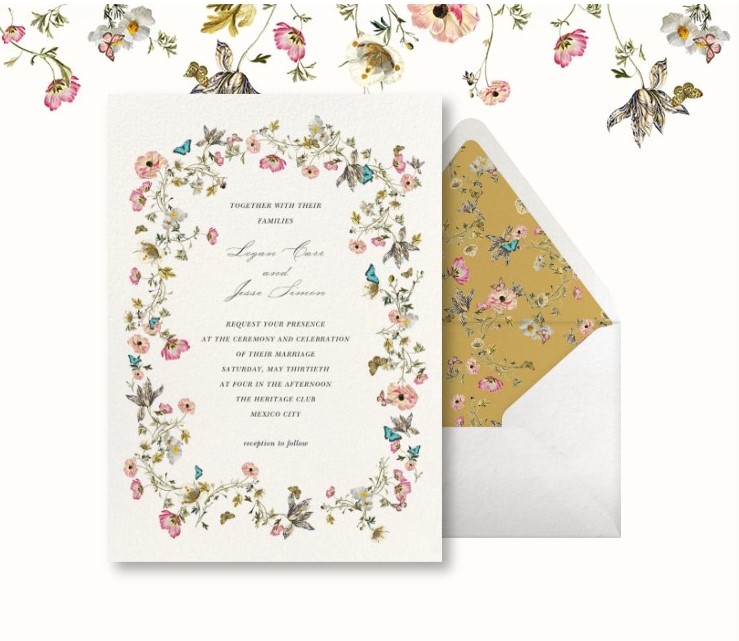 TOGETHER WITH THEIR
FAMILIES
Logan Carr
and
Jesse Simon
REQUEST YOUR PRESENCE
AT THE CEREMONY AND CELEBRATION
OF THEIR MARRIAGE
SATURDAY, MAY THIRTIETH
AT FOUR IN THE AFTERNOON
THE HERITAGE CLUB
MEXICO CITY
reception to follow